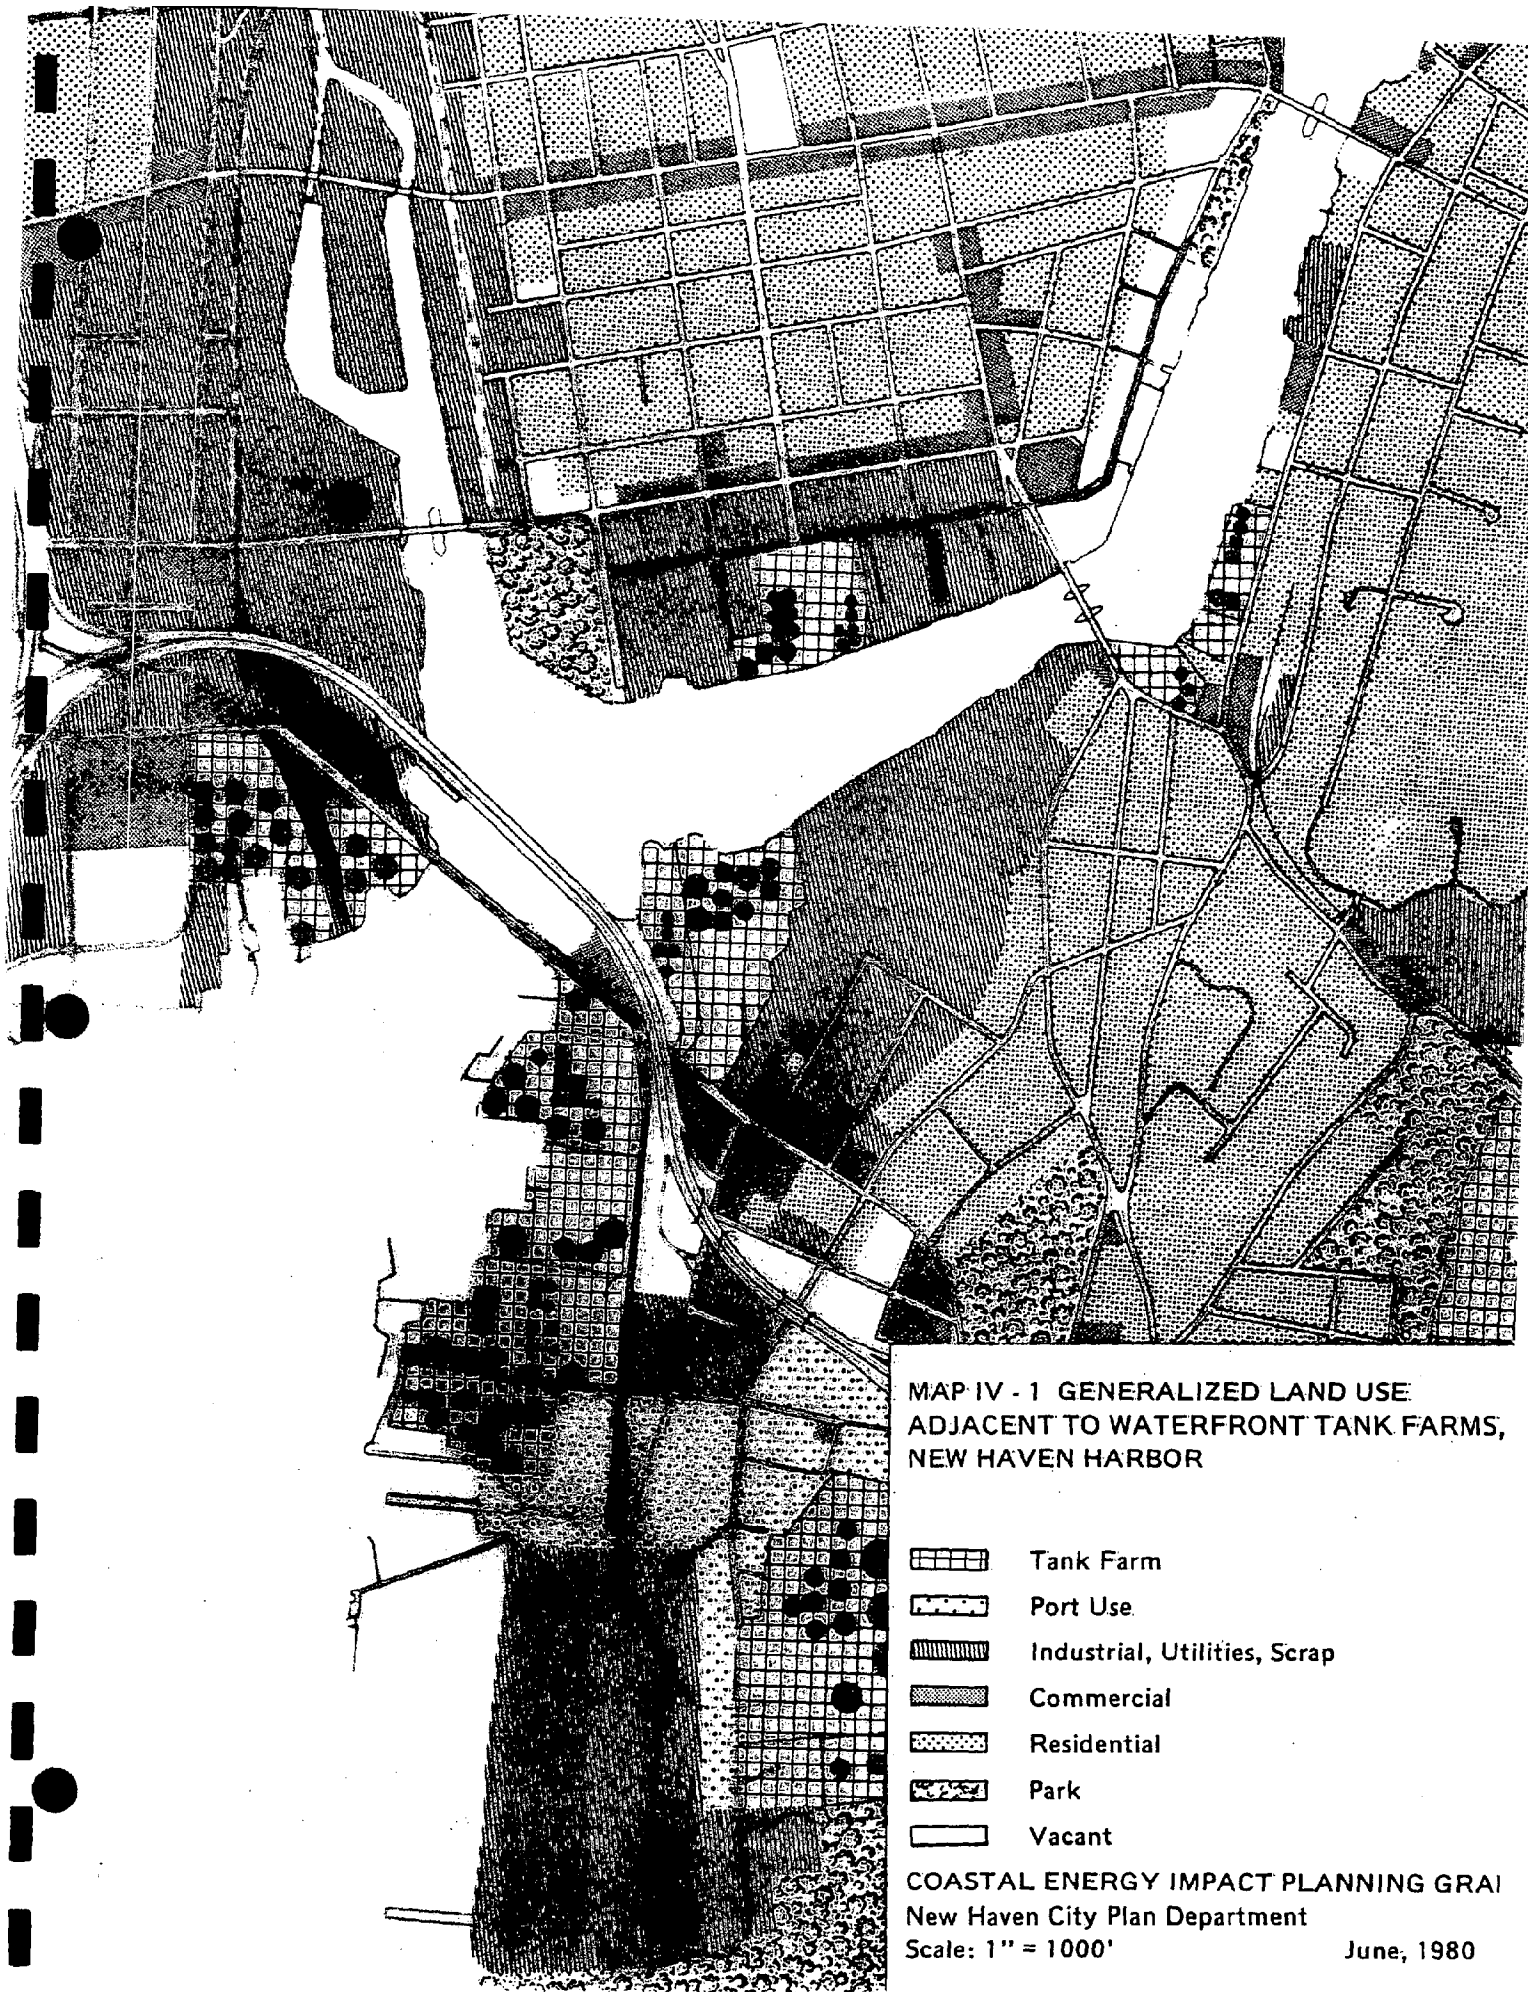 MAP IV - 1 GENERALIZED LAND USE
ADJACENT TO WATERFRONT TANK FARMS,
NEW HAVEN HARBOR
Tank Farm
Port Use
Industrial, Utilities, Scrap
Commercial
Residential
Park
Vacant
COASTAL ENERGY IMPACT PLANNING GRAI
New Haven City Plan Department
Scale: 1" = 1000'
June, 1980